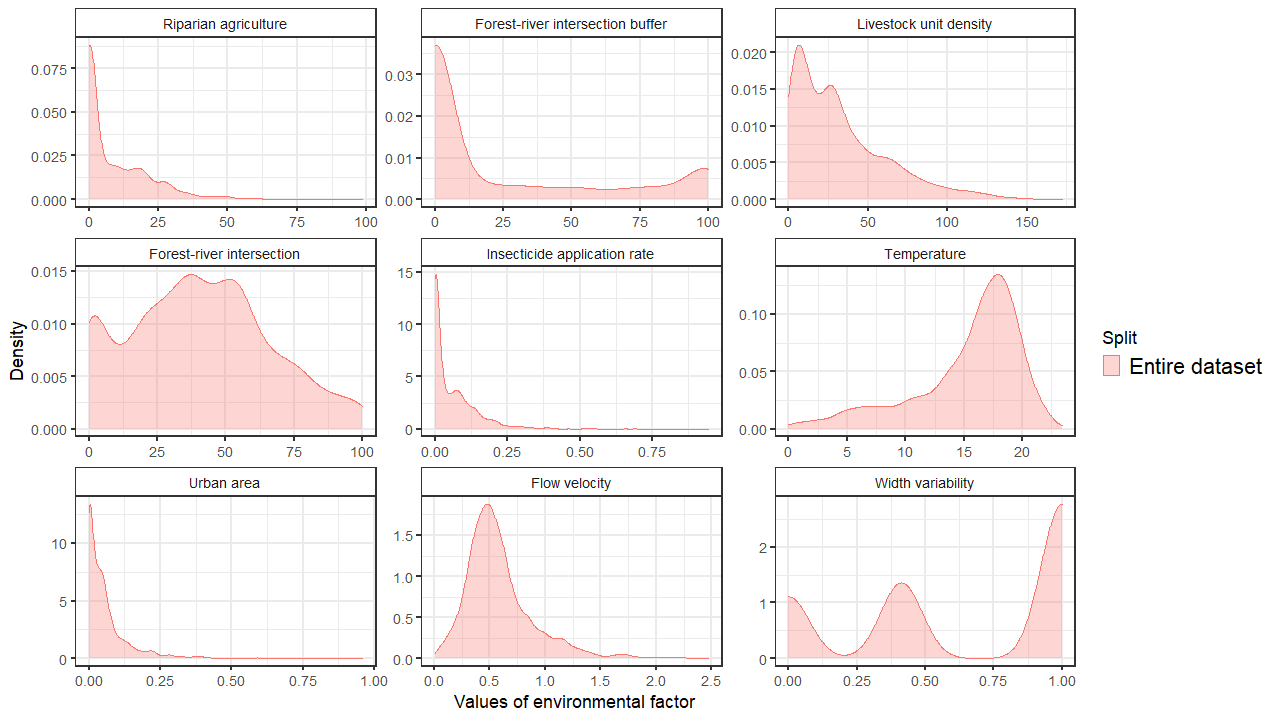 Riparian agriculture
Forest-river intersection buffer
Livestock unit density
0.075
0.050
0.025
0.000
0 25 50 75 100
0.03
0.02
0.01
0.00
0 25 50 75 100
0.020
0.015
0.010
0.005
0.000
0 50 100 150
Forest-river intersection
Insecticide application rate
Temperature
0.015
0.010
0.005
0.000
0 25 50 75 100
15
10
5
0
0.00 0.25 0.50 0.75
0.10
0.05
0.00
0 5 10 15 20
Urban area
Flow velocity
Width variability
10
5
0
0.00 0.25 0.50 0.75 1.00
1.5
1.0
0.5
0.0
0.0 0.5 1.0 1.5 2.0 2.5
2
1
0
0.00 0.25 0.50 0.75 1.00
Density
Values of environmental factor
Split
Entire dataset